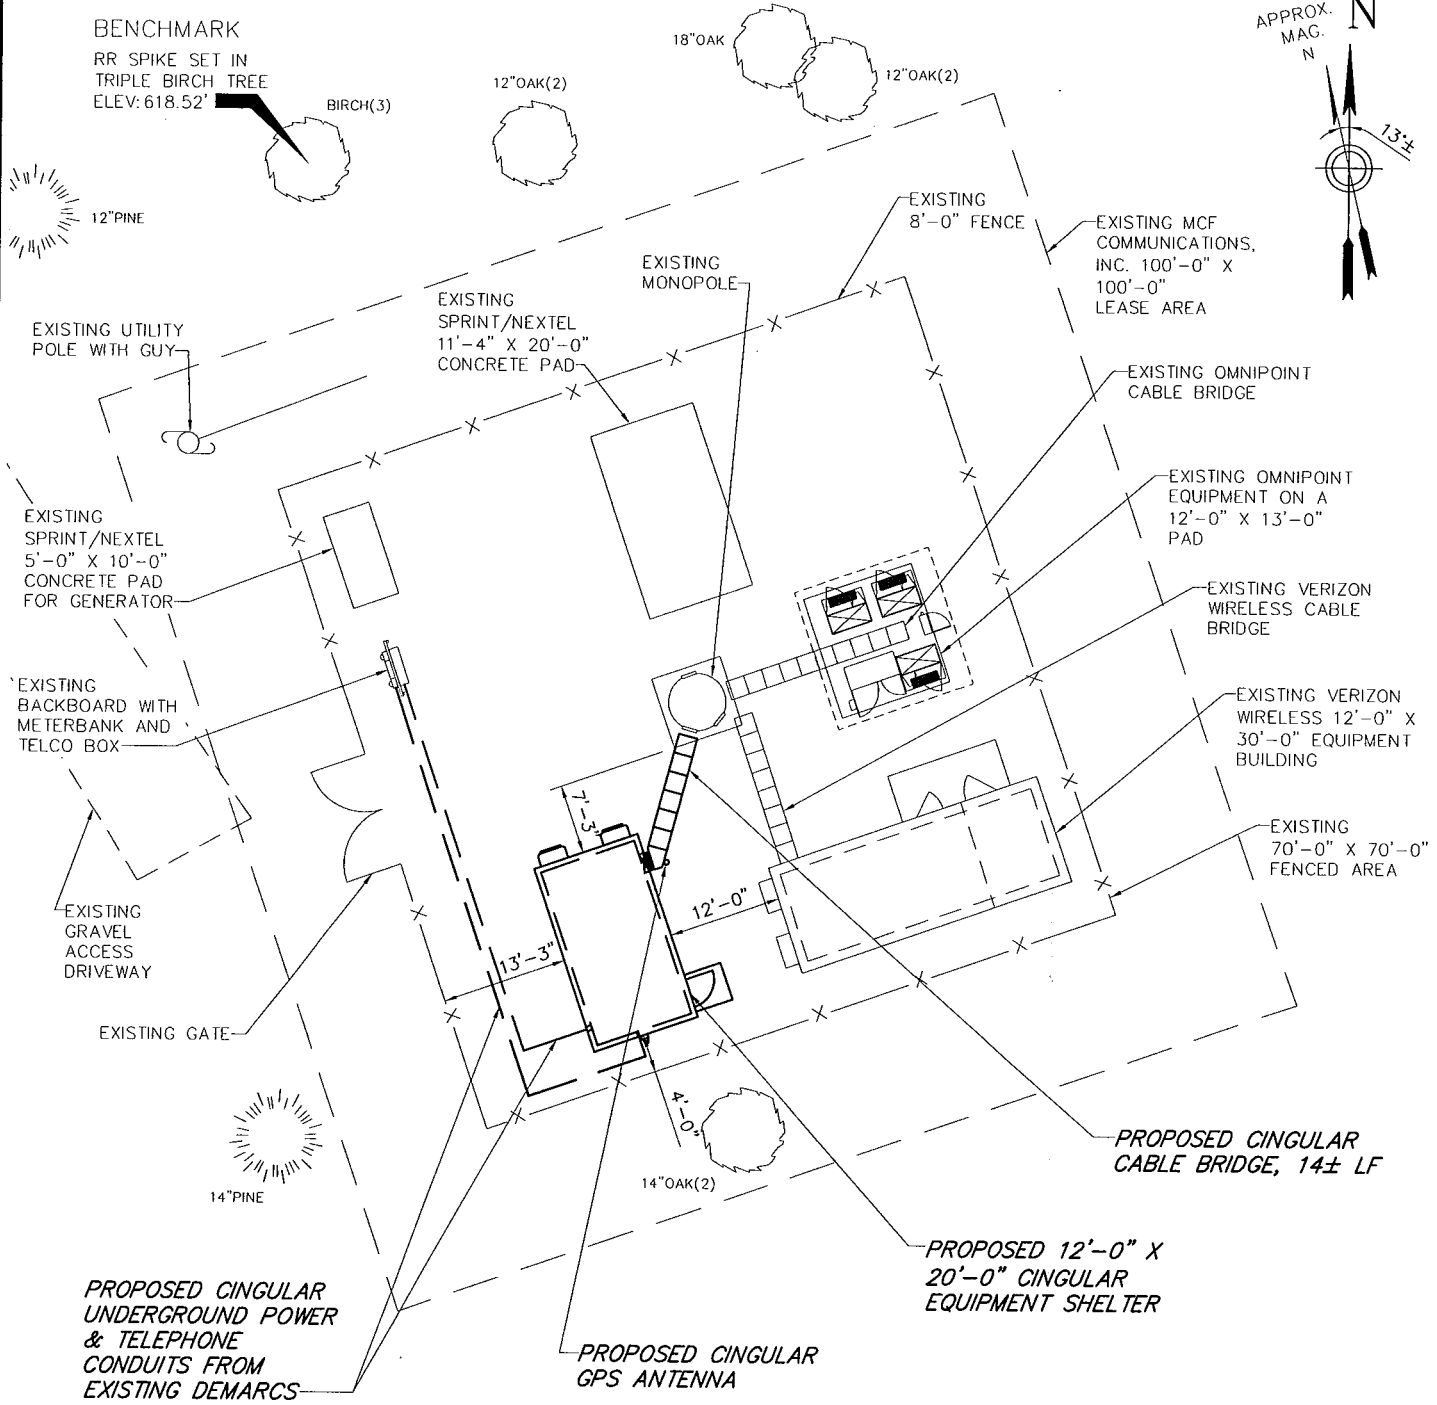 BENCHMARK
RR SPIKE SET IN
TRIPLE BIRCH TREE
ELEV: 618.52'
BIRCH(3)
12"OAK(2)
18"OAK
12"OAK(2)
APPROX.
MAG.
N
N
13°±
12"PINE
EXISTING
8'-0" FENCE
EXISTING MCF
COMMUNICATIONS,
INC. 100'-0" X
100'-0"
LEASE AREA
EXISTING
MONOPOLE
EXISTING
SPRINT/NEXTEL
11'-4" X 20'-0"
CONCRETE PAD
EXISTING UTILITY
POLE WITH GUY
EXISTING OMNIPOINT
CABLE BRIDGE
EXISTING OMNIPOINT
EQUIPMENT ON A
12'-0" X 13'-0"
PAD
EXISTING
SPRINT/NEXTEL
5'-0" X 10'-0"
CONCRETE PAD
FOR GENERATOR
EXISTING VERIZON
WIRELESS CABLE
BRIDGE
EXISTING
BACKBOARD WITH
METERBANK AND
TELCO BOX
EXISTING VERIZON
WIRELESS 12'-0" X
30'-0" EQUIPMENT
BUILDING
7'-3"
EXISTING
70'-0" X 70'-0"
FENCED AREA
12'-0"
EXISTING
GRAVEL
ACCESS
DRIVEWAY
13'-3"
EXISTING GATE
4'-0"
14"PINE
14"OAK(2)
PROPOSED CINGULAR
CABLE BRIDGE, 14± LF
PROPOSED 12'-0" X
20'-0" CINGULAR
EQUIPMENT SHELTER
PROPOSED CINGULAR
UNDERGROUND POWER
& TELEPHONE
CONDUITS FROM
EXISTING DEMARCS
PROPOSED CINGULAR
GPS ANTENNA